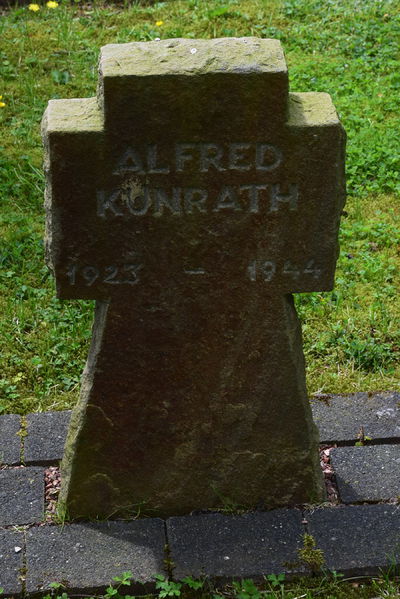 ALFRED
KUNRATH
1923 – 1944